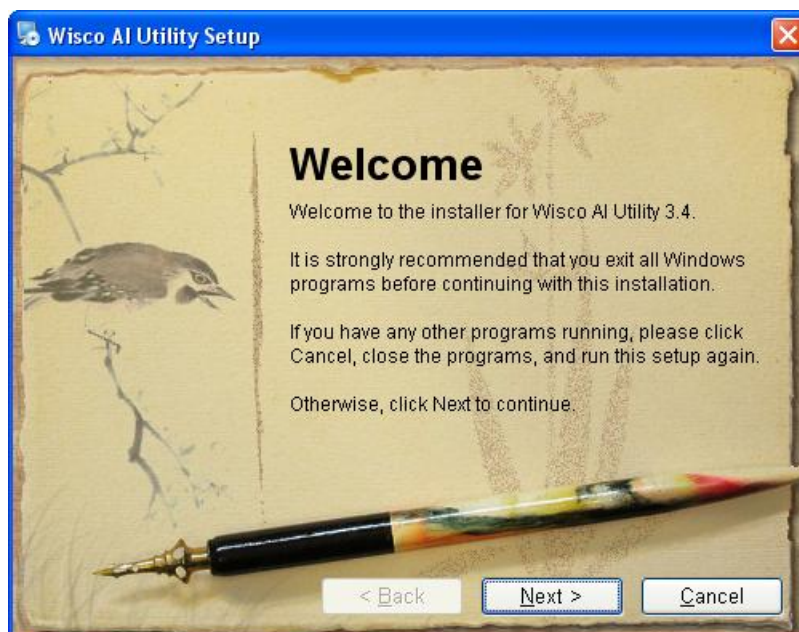 Wisco AI Utility Setup
Welcome
Welcome to the installer for Wisco AI Utility 3.4.
It is strongly recommended that you exit all Windows
programs before continuing with this installation.
If you have any other programs running, please click
Cancel, close the programs, and run this setup again.
Otherwise, click Next to continue.
< Back
Next >
Cancel